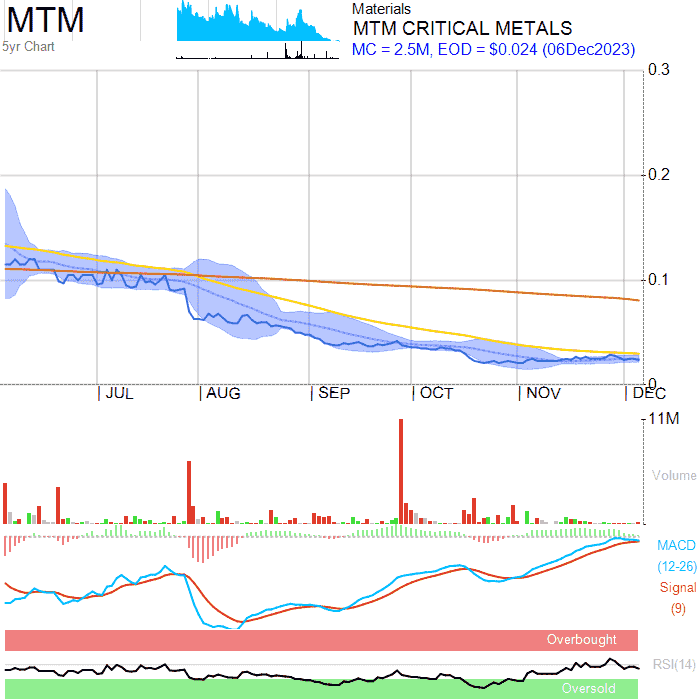 MTM
5yr Chart
Materials
MTM CRITICAL METALS
MC = 2.5M, EOD = $0.024 (06Dec2023)
0.3
0.2
0.1
0
JUL
AUG
SEP
OCT
NOV
DEC
11M
Volume
MACD
(12-26)
Signal
(9)
Overbought
RSI(14)
Oversold